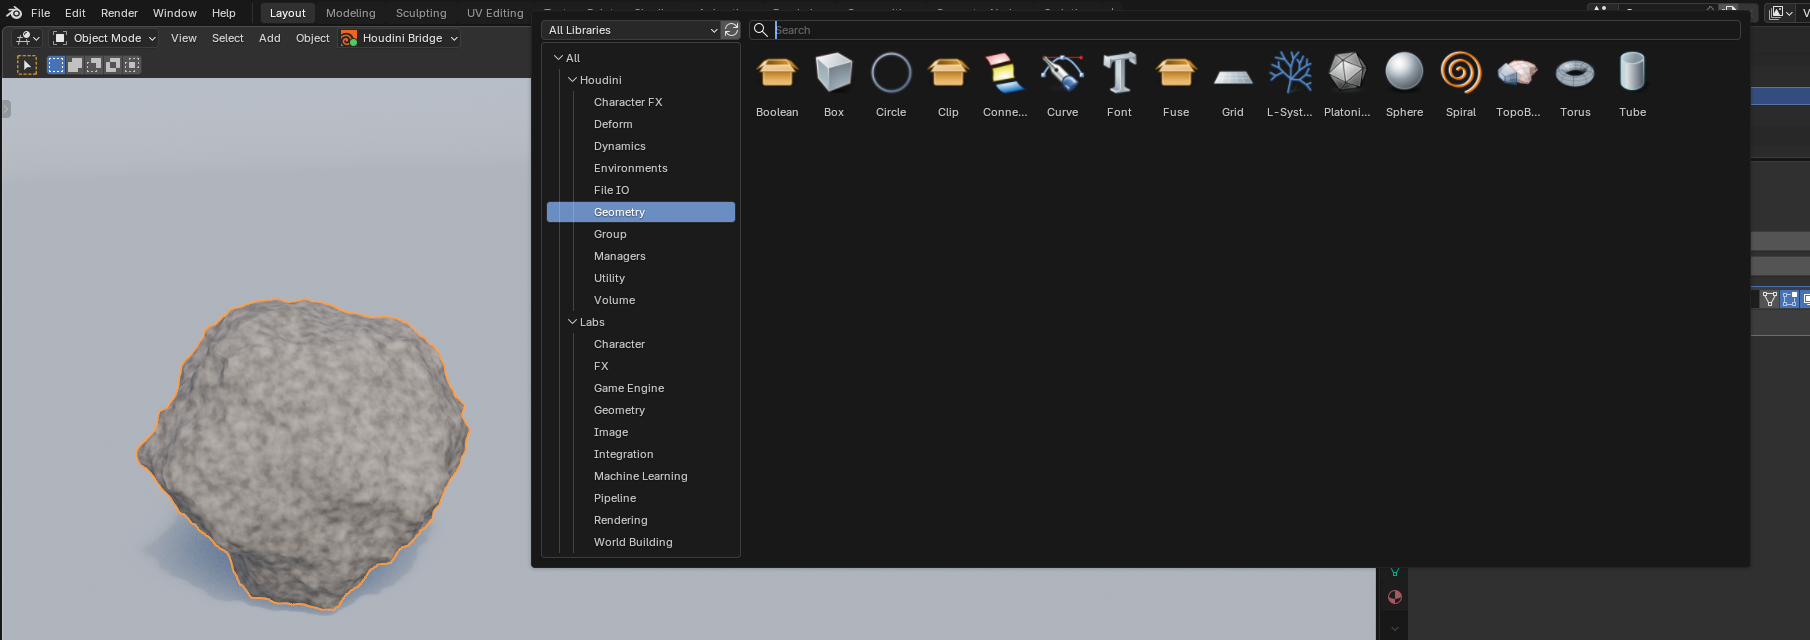 File Edit Render Window Help Layout Modeling Sculpting UV Editing
Object Mode View Select Add Object Houdini Bridge
All Libraries
Search
All
Houdini
Character FX
Deform
Dynamics
Environments
File IO
Geometry
Group
Managers
Utility
Volume
Labs
Character
FX
Game Engine
Geometry
Image
Integration
Machine Learning
Pipeline
Rendering
World Building
Boolean Box Circle Clip Conne... Curve Font Fuse Grid L-Syst... Platoni... Sphere Spiral TopoB... Torus Tube